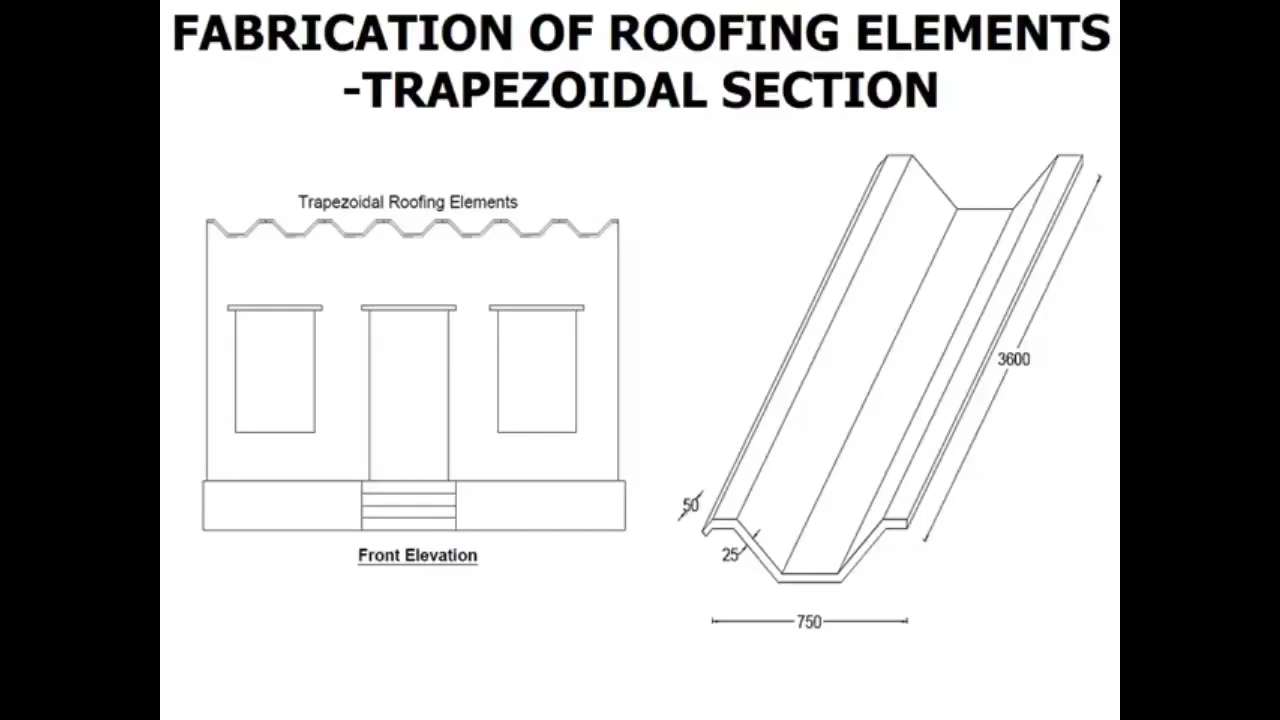 FABRICATION OF ROOFING ELEMENTS
-TRAPEZOIDAL SECTION
Trapezoidal Roofing Elements
3600
50
25
Front Elevation
750